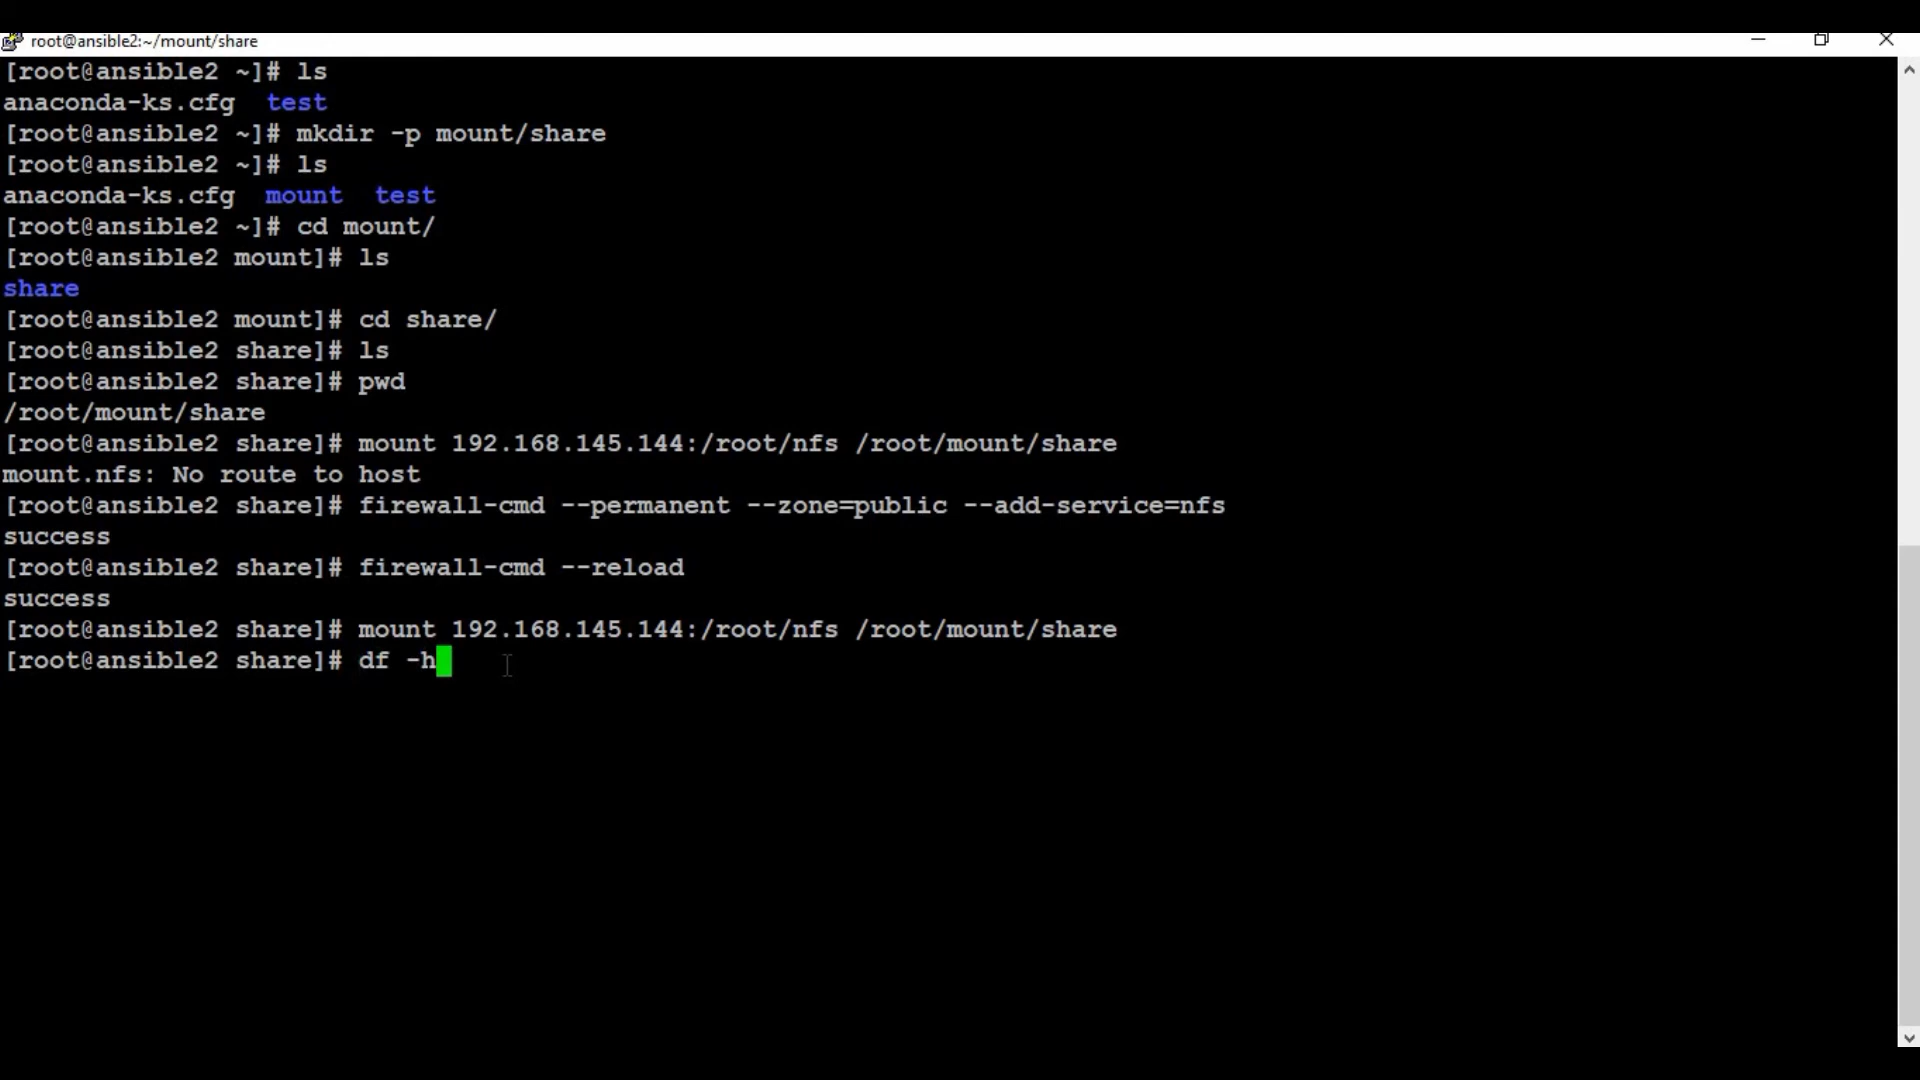 root@ansible2:~/mount/share
[root@ansible2 ~]# ls
anaconda-ks.cfg  test
[root@ansible2 ~]# mkdir -p mount/share
[root@ansible2 ~]# ls
anaconda-ks.cfg  mount  test
[root@ansible2 ~]# cd mount/
[root@ansible2 mount]# ls
share
[root@ansible2 mount]# cd share/
[root@ansible2 share]# ls
[root@ansible2 share]# pwd
/root/mount/share
[root@ansible2 share]# mount 192.168.145.144:/root/nfs /root/mount/share
mount.nfs: No route to host
[root@ansible2 share]# firewall-cmd --permanent --zone=public --add-service=nfs
success
[root@ansible2 share]# firewall-cmd --reload
success
[root@ansible2 share]# mount 192.168.145.144:/root/nfs /root/mount/share
[root@ansible2 share]# df -h